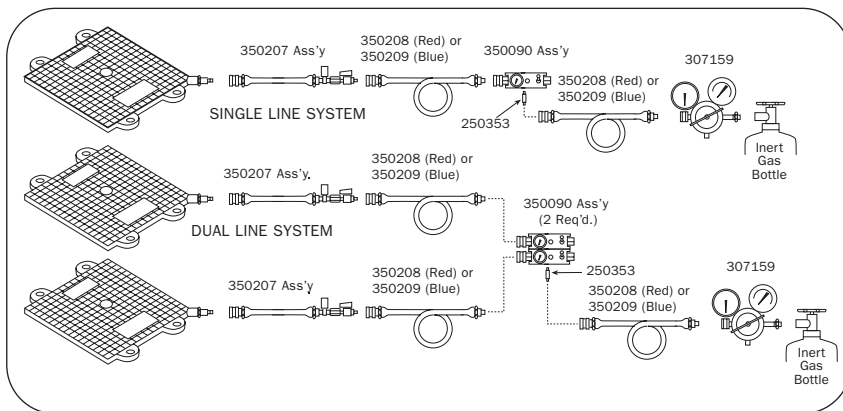 350207 Ass'y
350208 (Red) or
350209 (Blue)
350090 Ass'y
350208 (Red) or
350209 (Blue)
307159
250353
SINGLE LINE SYSTEM
Inert
Gas
Bottle
350207 Ass'y.
350208 (Red) or
350209 (Blue)
350090 Ass'y
(2 Req'd.)
DUAL LINE SYSTEM
350207 Ass'y
350208 (Red) or
350209 (Blue)
250353
350208 (Red) or
350209 (Blue)
307159
Inert
Gas
Bottle